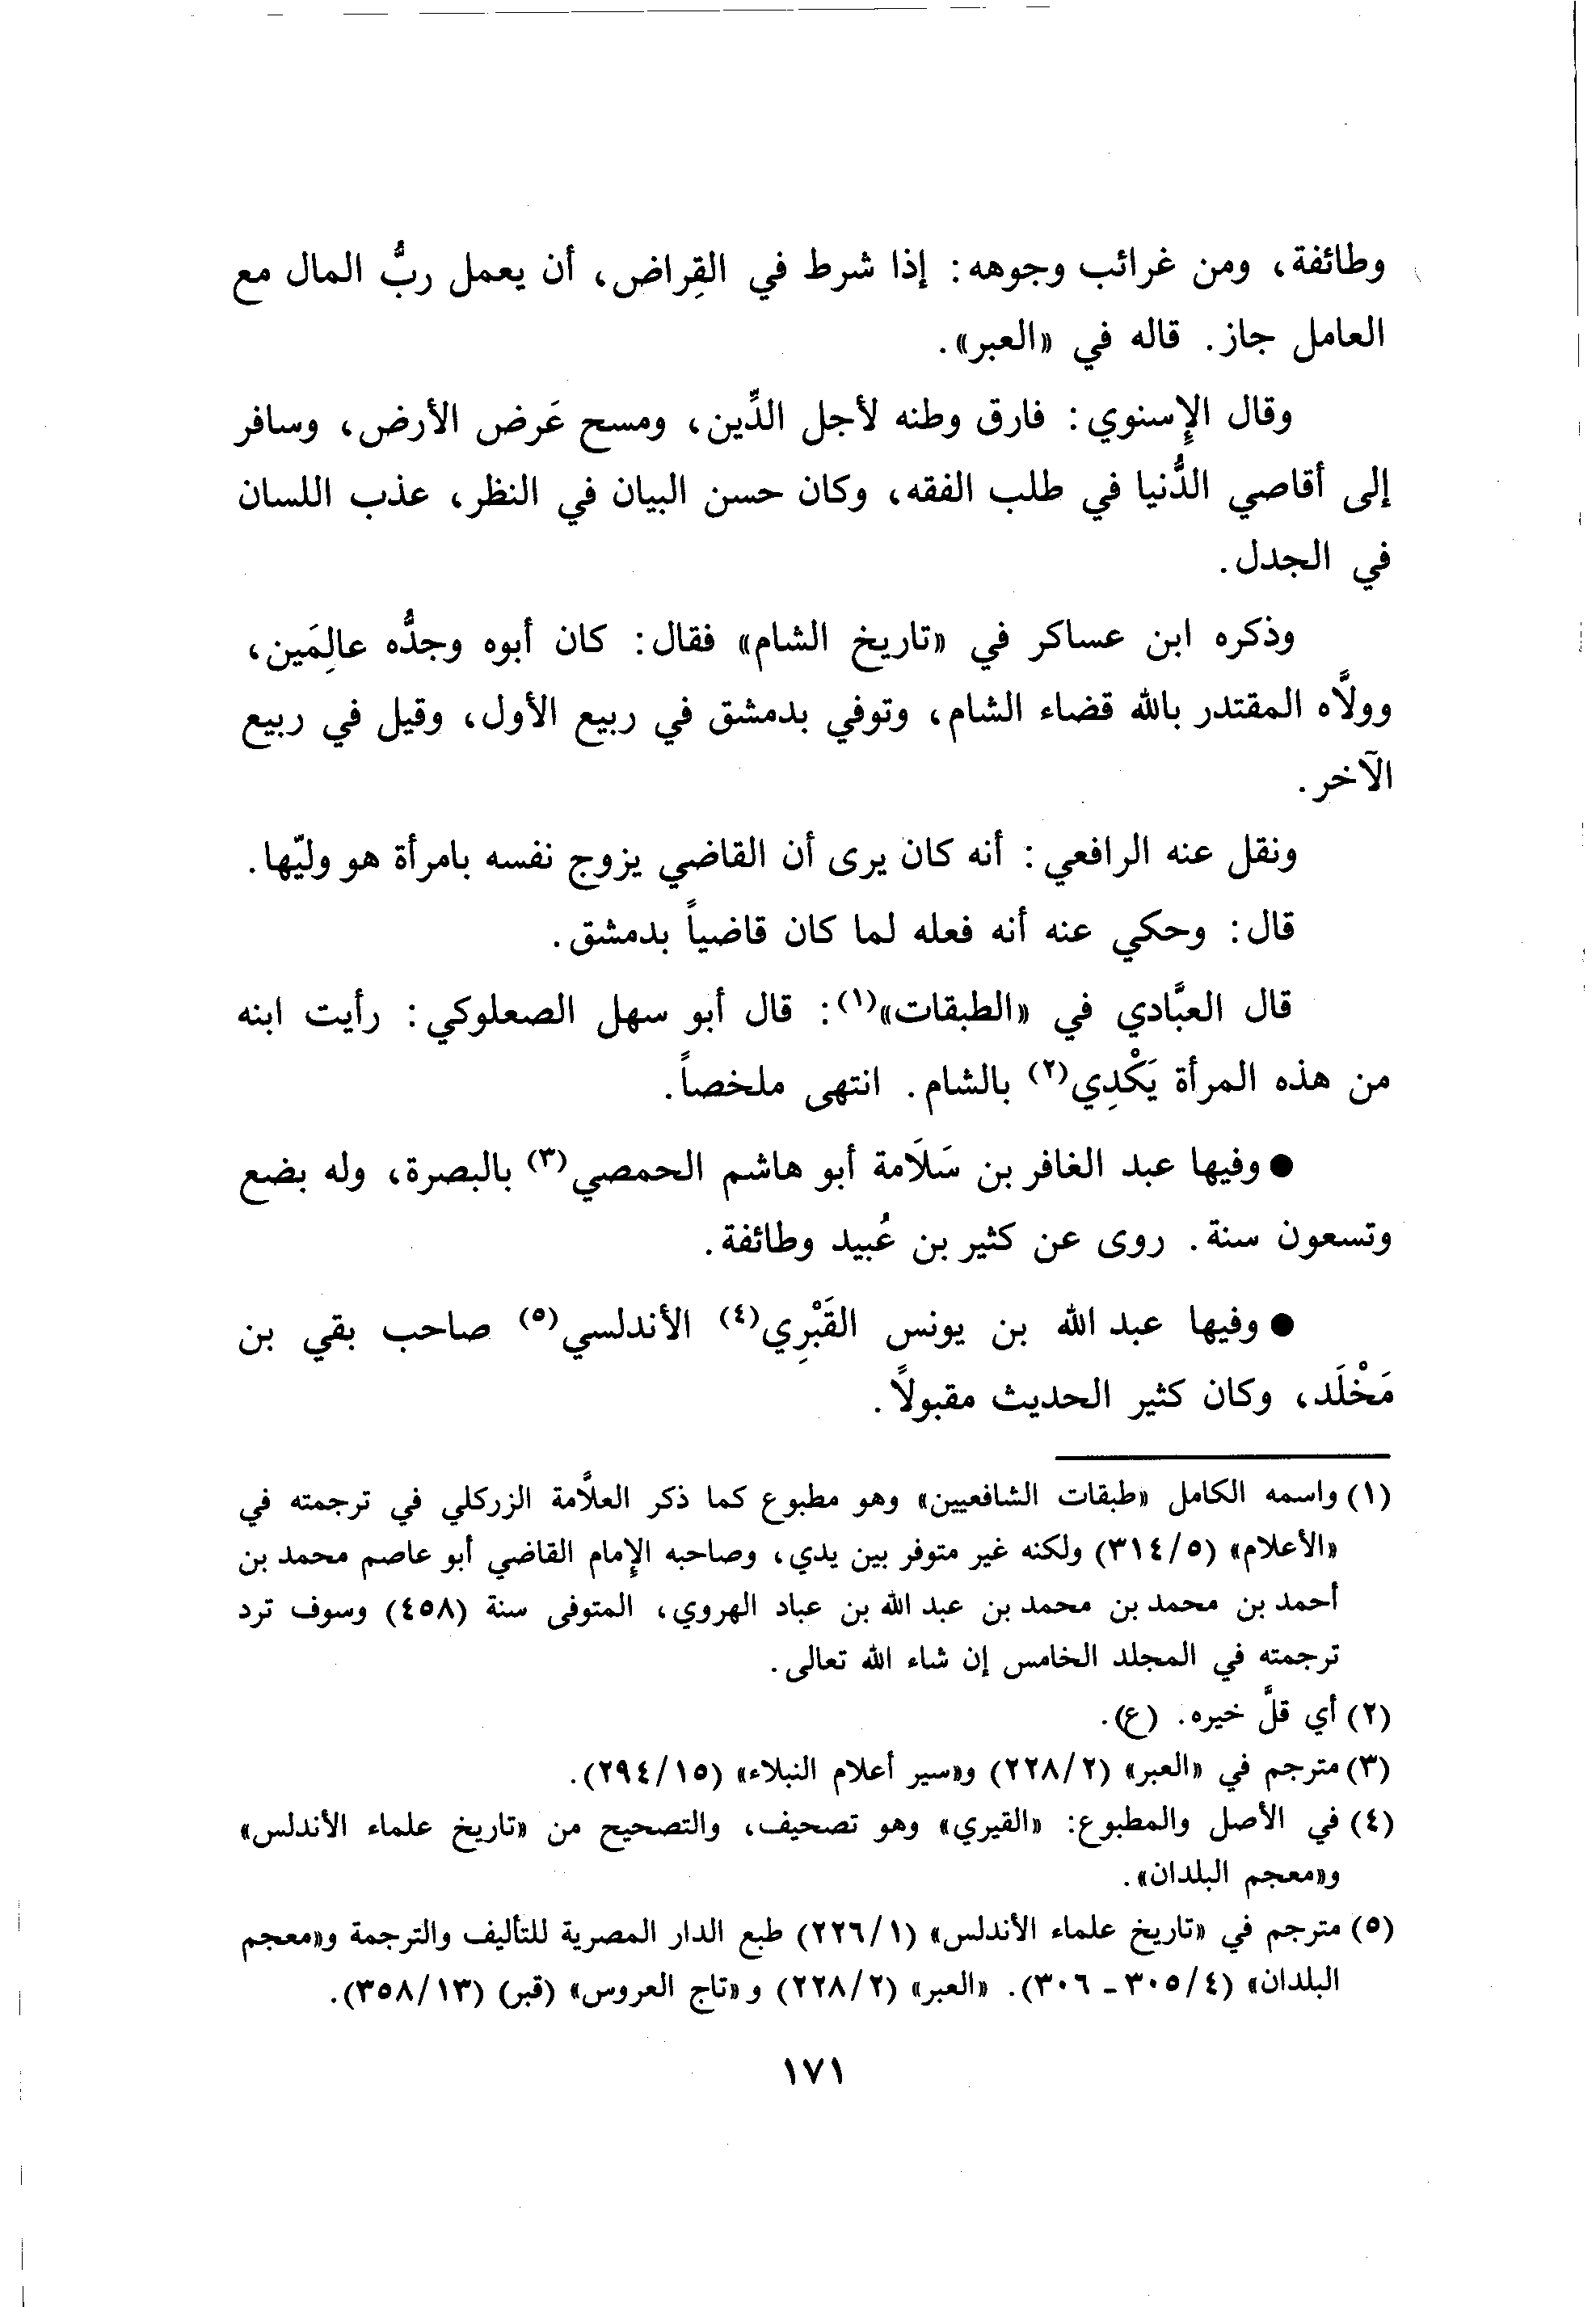 وطائفة، ومن غرائب وجوهه: إذا شرط في القِراض، أن يعمل ربُّ المال مع
العامل جاز. قاله في «العبر».
وقال الإِسنوي: فارق وطنه لأجل الدِّين، ومسح عَرض الأرض، وسافر
إلى أقاصي الدُّنيا في طلب الفقه، وكان حسن البيان في النظر، عذب اللسان
في الجدل.
وذكره ابن عساكر في «تاريخ الشام» فقال: كان أبوه وجدُّه عالِمَين،
وولَّاه المقتدر بالله قضاء الشام، وتوفي بدمشق في ربيع الأول، وقيل في ربيع
الآخر.
ونقل عنه الرافعي: أنه كان يرى أن القاضي يزوج نفسه بامرأة هو وليّها.
قال: وحكي عنه أنه فعله لما كان قاضياً بدمشق.
قال العبَّادي في «الطبقات»(١): قال أبو سهل الصعلوكي: رأيت ابنه
من هذه المرأة يَكْدِي(٢) بالشام. انتهى ملخصاً.
● وفيها عبد الغافر بن سَلَامة أبو هاشم الحمصي(٣) بالبصرة، وله بضع
وتسعون سنة. روى عن كثير بن عُبيد وطائفة.
● وفيها عبد الله بن يونس القَبْرِي(٤) الأندلسي(٥) صاحب بقي بن
مَخْلَد، وكان كثير الحديث مقبولاً.
(١) واسمه الكامل «طبقات الشافعيين» وهو مطبوع كما ذكر العلَّامة الزركلي في ترجمته في
«الأعلام» (٣١٤/٥) ولكنه غير متوفر بين يدي، وصاحبه الإِمام القاضي أبو عاصم محمد بن
أحمد بن محمد بن محمد بن عبد الله بن عباد الهروي، المتوفى سنة (٤٥٨) وسوف ترد
ترجمته في المجلد الخامس إن شاء الله تعالى.
(٢) أي قلَّ خيره. (ع).
(٣) مترجم في «العبر» (٢٢٨/٢) و«سير أعلام النبلاء» (٢٩٤/١٥).
(٤) في الأصل والمطبوع: «القيري» وهو تصحيف، والتصحيح من «تاريخ علماء الأندلس»
و«معجم البلدان».
(٥) مترجم في «تاريخ علماء الأندلس» (٢٢٦/١) طبع الدار المصرية للتأليف والترجمة و«معجم
البلدان» (٣٠٥/٤ - ٣٠٦). «العبر» (٢٢٨/٢) و «تاج العروس» (قبر) (٣٥٨/١٣).
١٧١